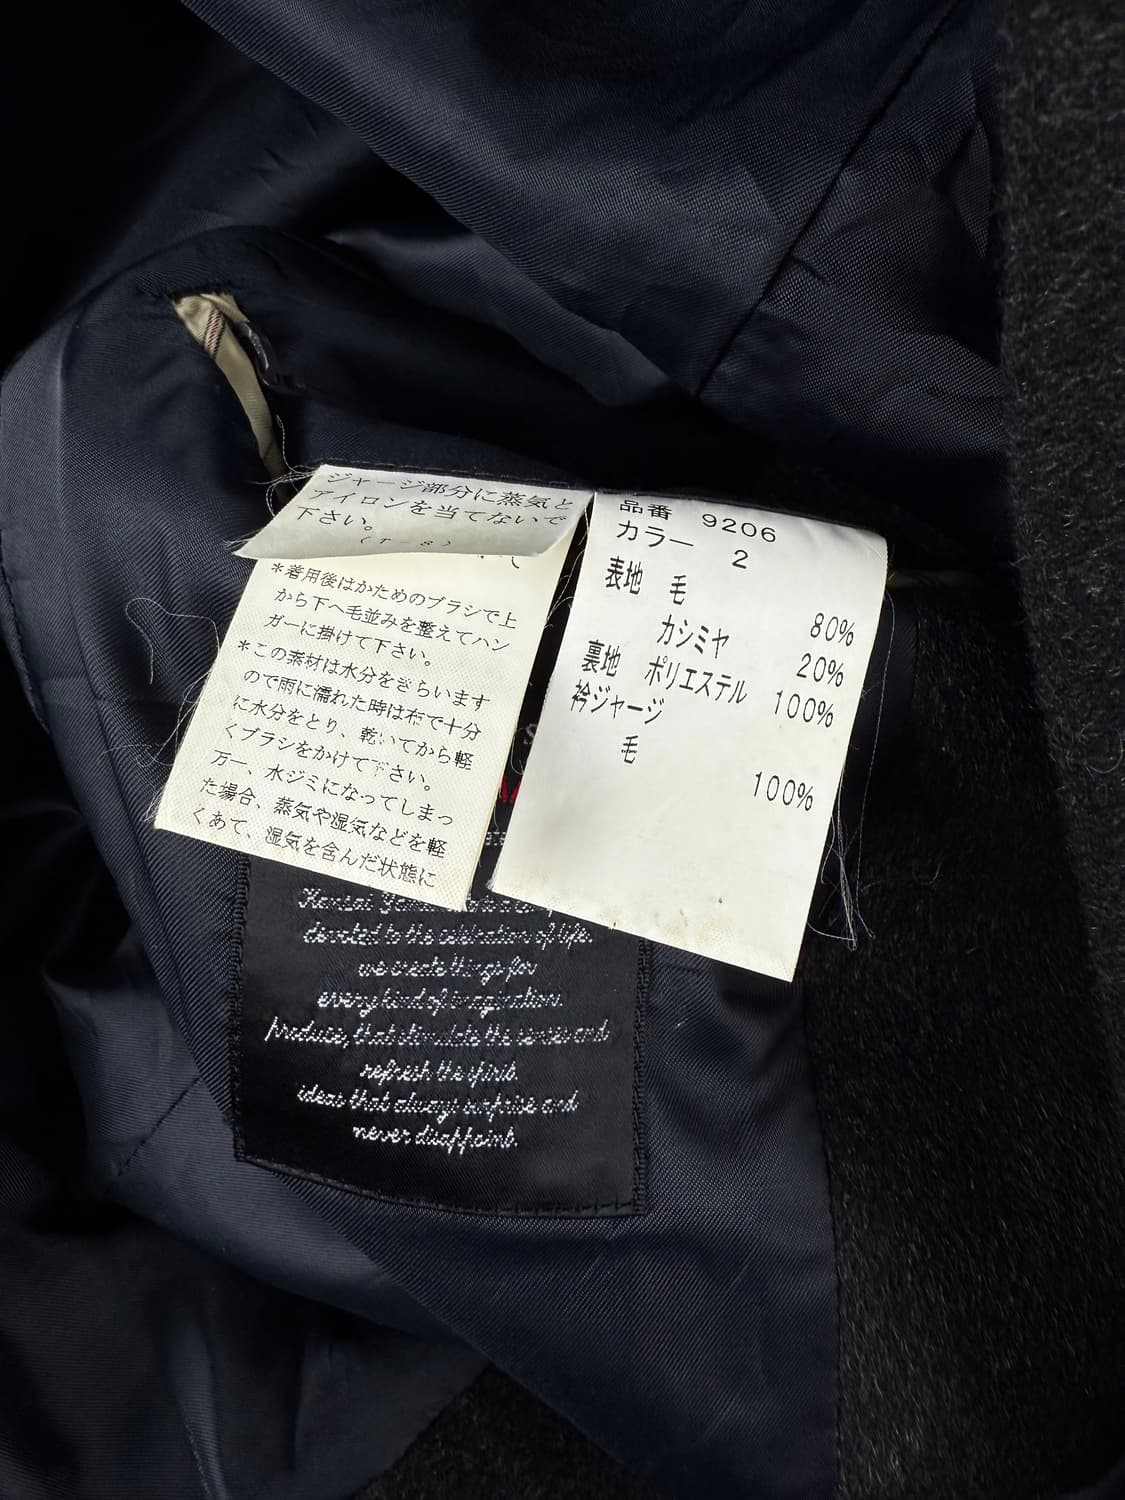 ジャージ部分に蒸気と
アイロンを当てないで
下さい。
(T-8)
*着用後はかためのブラシで上
から下へ毛並みを整えてハン
ガーに掛けて下さい。
*この素材は水分をきらいます
ので雨に濡れた時は布で十分
に水分をとり、乾いてから軽
くブラシをかけて下さい。
万一、水ジミになってしまっ
た場合、蒸気や湿気などを軽
くあて、湿気を含んだ状態に
品番 9206
カラー 2
表地 毛 80%
カシミヤ 20%
裏地 ポリエステル 100%
衿ジャージ
毛 100%
Kansai
devoted to the celebration of life.
we create things for
every kind of imagination.
produce, that stimulate the senses and
refresh the spirit.
ideas that always surprise and
never disappoint.